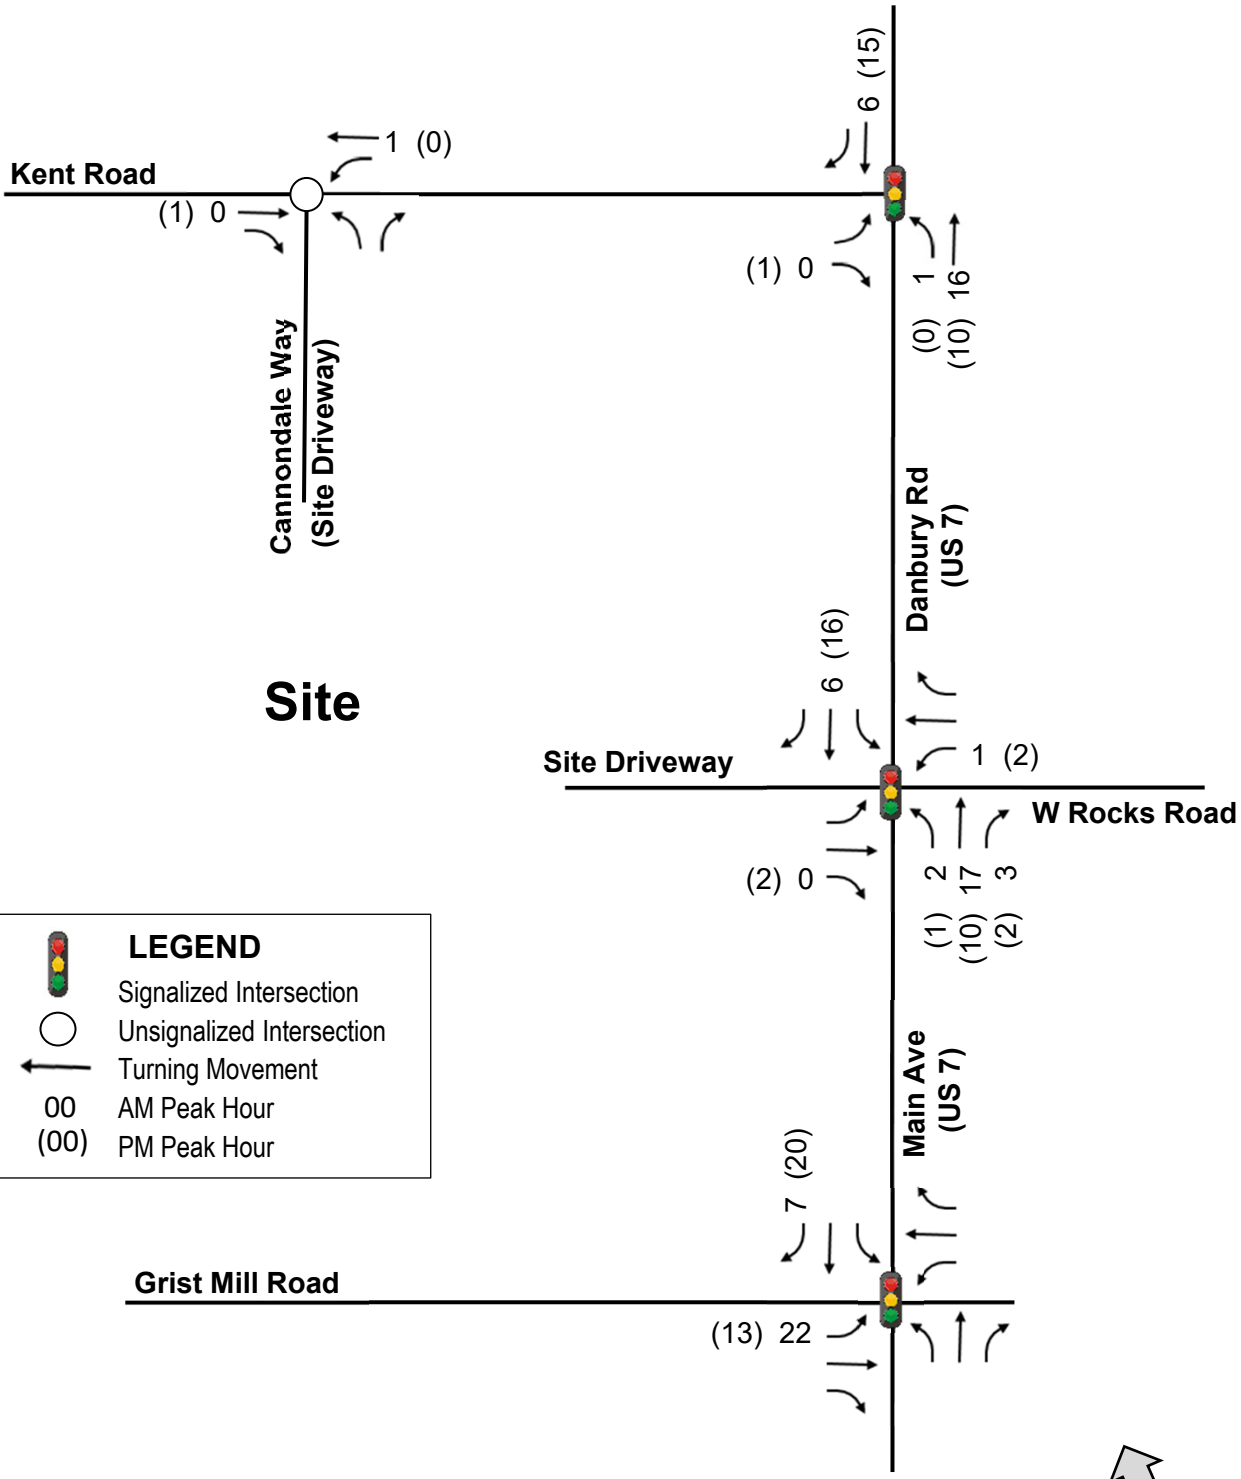 6 (15)
1 (0)
Kent Road
(1) 0
(1) 0
(0) 1
(10) 16
Cannondale Way
(Site Driveway)
Danbury Rd
(US 7)
6 (16)
Site
Site Driveway
1 (2)
W Rocks Road
(2) 0
(1) 2
(10) 17
(2) 3
LEGEND
Signalized Intersection
Unsignalized Intersection
Turning Movement
00 AM Peak Hour
(00) PM Peak Hour
Main Ave
(US 7)
7 (20)
Grist Mill Road
(13) 22